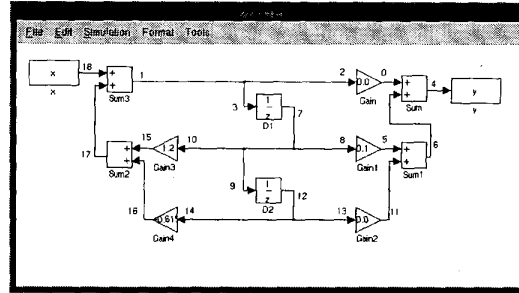 File Edit Simulation Format Tools
x 18 1 2 0.0 0 4 y
x Sum3 Gain Sum y
3 1 z 7
D1
17 15 1.2 10 8 0.1 5 6
Sum2 Gain3 Gain1 Sum1
9 1 z 12
16 0.61 14 D2 13 0.0 11
Gain4 Gain2